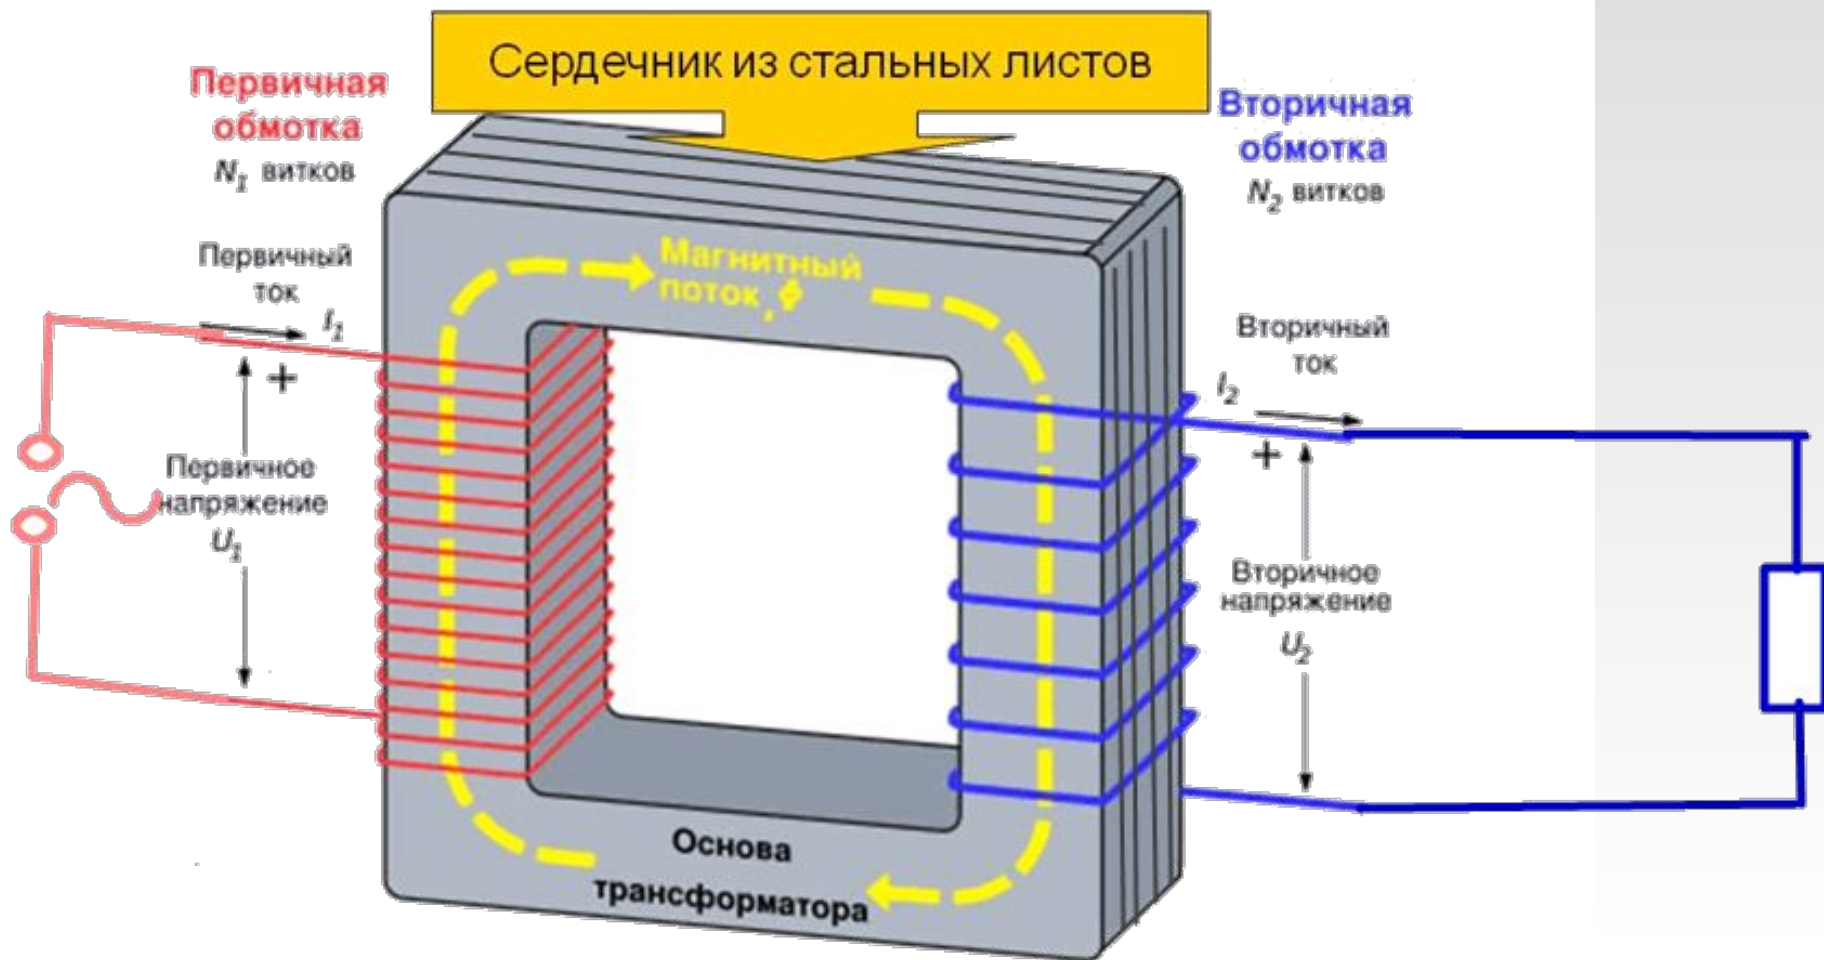 Сердечник из стальных листов
Первичная
обмотка
N₁ витков
Вторичная
обмотка
N₂ витков
Первичный
ток
I₁
+
Первичное
напряжение
U₁
Магнитный
поток, Φ
Вторичный
ток
I₂
+
Вторичное
напряжение
U₂
Основа
трансформатора